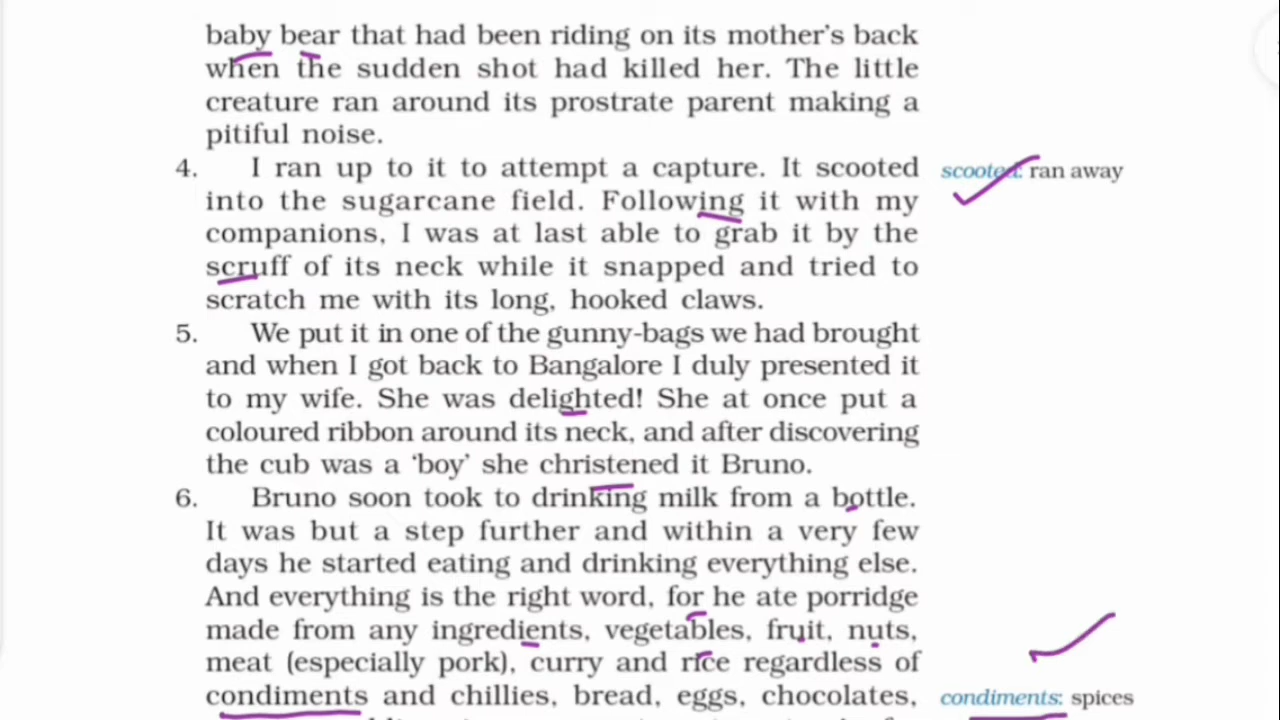 baby bear that had been riding on its mother's back
when the sudden shot had killed her. The little
creature ran around its prostrate parent making a
pitiful noise.
4. I ran up to it to attempt a capture. It scooted
scooted: ran away
into the sugarcane field. Following it with my
companions, I was at last able to grab it by the
scruff of its neck while it snapped and tried to
scratch me with its long, hooked claws.
5. We put it in one of the gunny-bags we had brought
and when I got back to Bangalore I duly presented it
to my wife. She was delighted! She at once put a
coloured ribbon around its neck, and after discovering
the cub was a ‘boy’ she christened it Bruno.
6. Bruno soon took to drinking milk from a bottle.
It was but a step further and within a very few
days he started eating and drinking everything else.
And everything is the right word, for he ate porridge
made from any ingredients, vegetables, fruit, nuts,
meat (especially pork), curry and rice regardless of
condiments and chillies, bread, eggs, chocolates,
condiments: spices